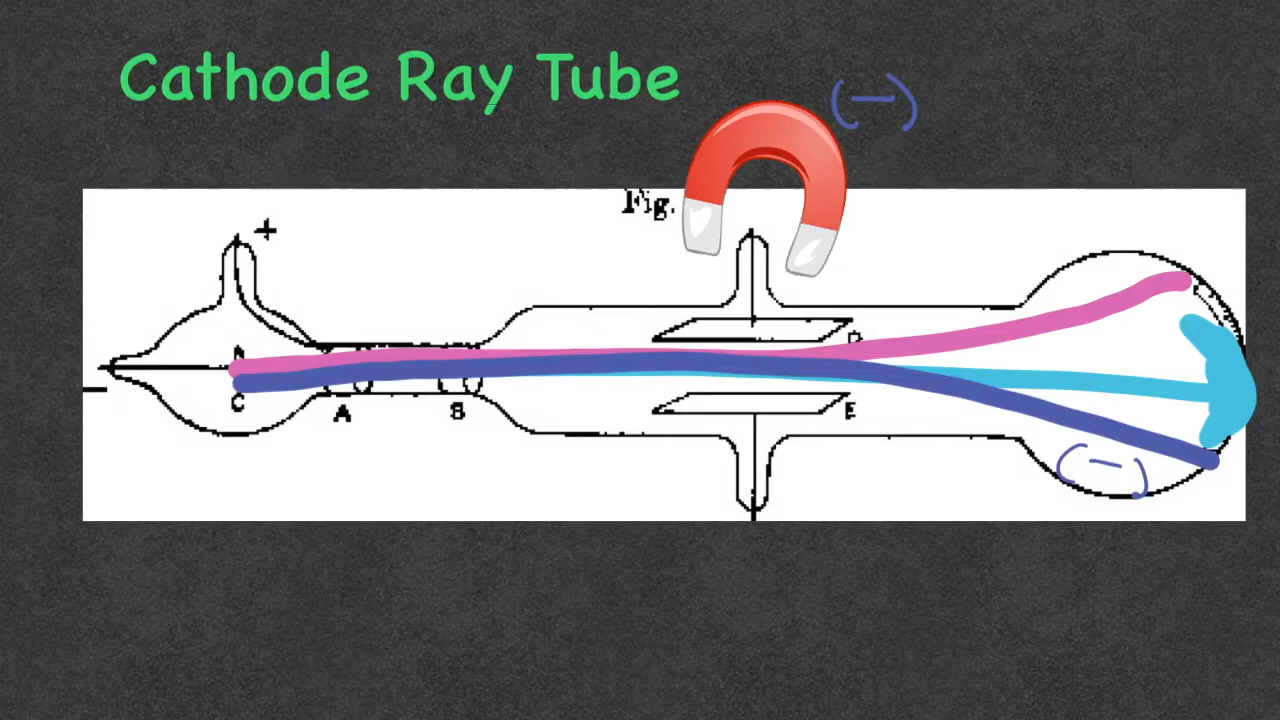 Cathode Ray Tube
(—)
Fig.
+
—
C
A
B
E
(—)